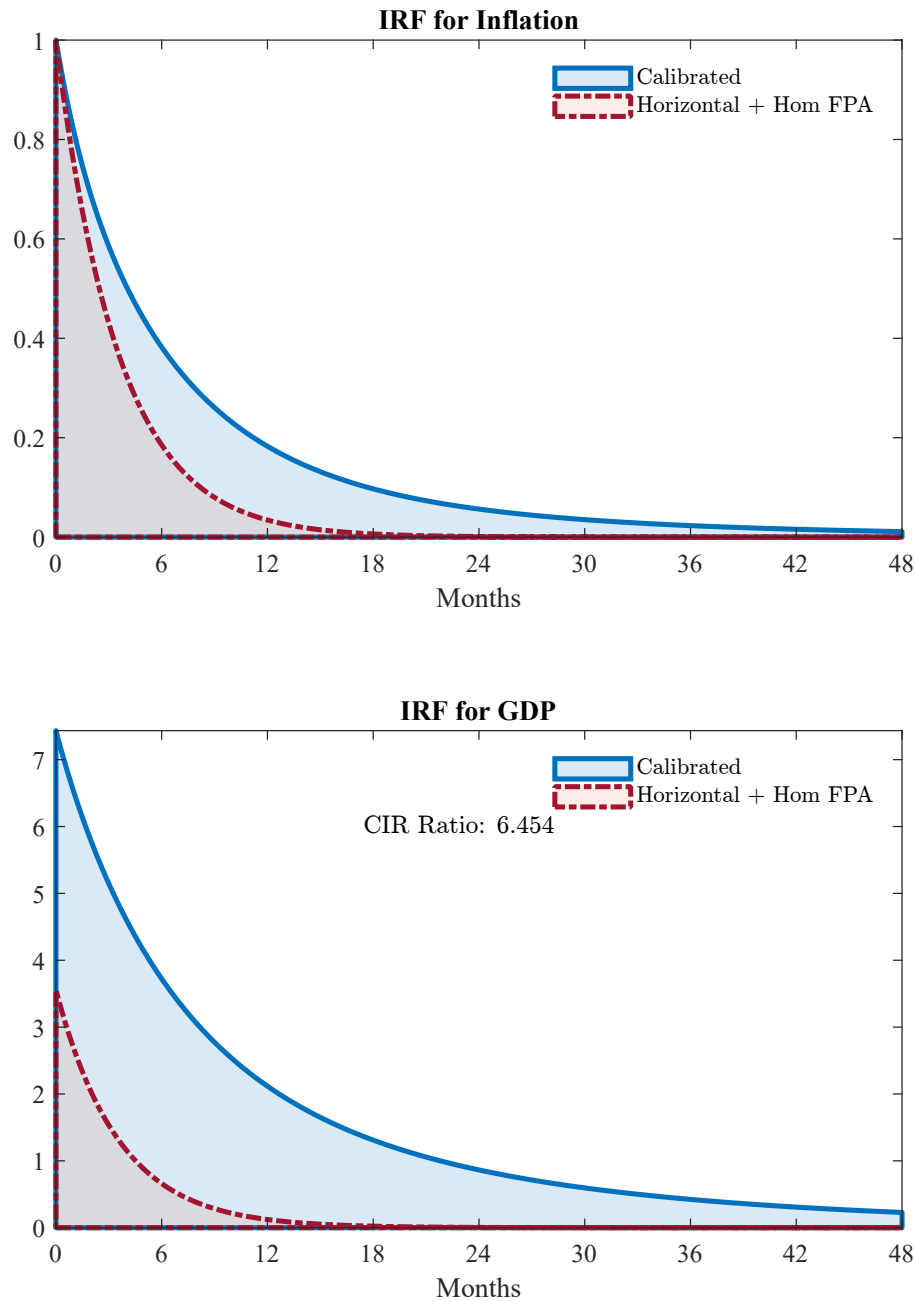 IRF for Inflation
1
0.8
0.6
0.4
0.2
0
Calibrated
Horizontal + Hom FPA
0 6 12 18 24 30 36 42 48
Months
IRF for GDP
7
6
5
4
3
2
1
0
Calibrated
Horizontal + Hom FPA
CIR Ratio: 6.454
0 6 12 18 24 30 36 42 48
Months